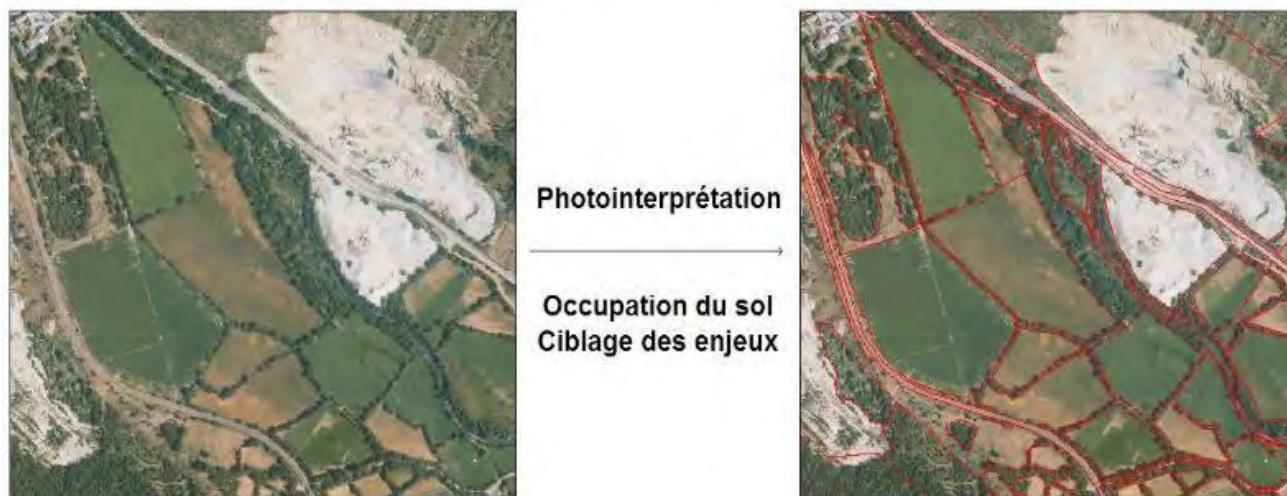 Photointerprétation
Occupation du sol
Ciblage des enjeux